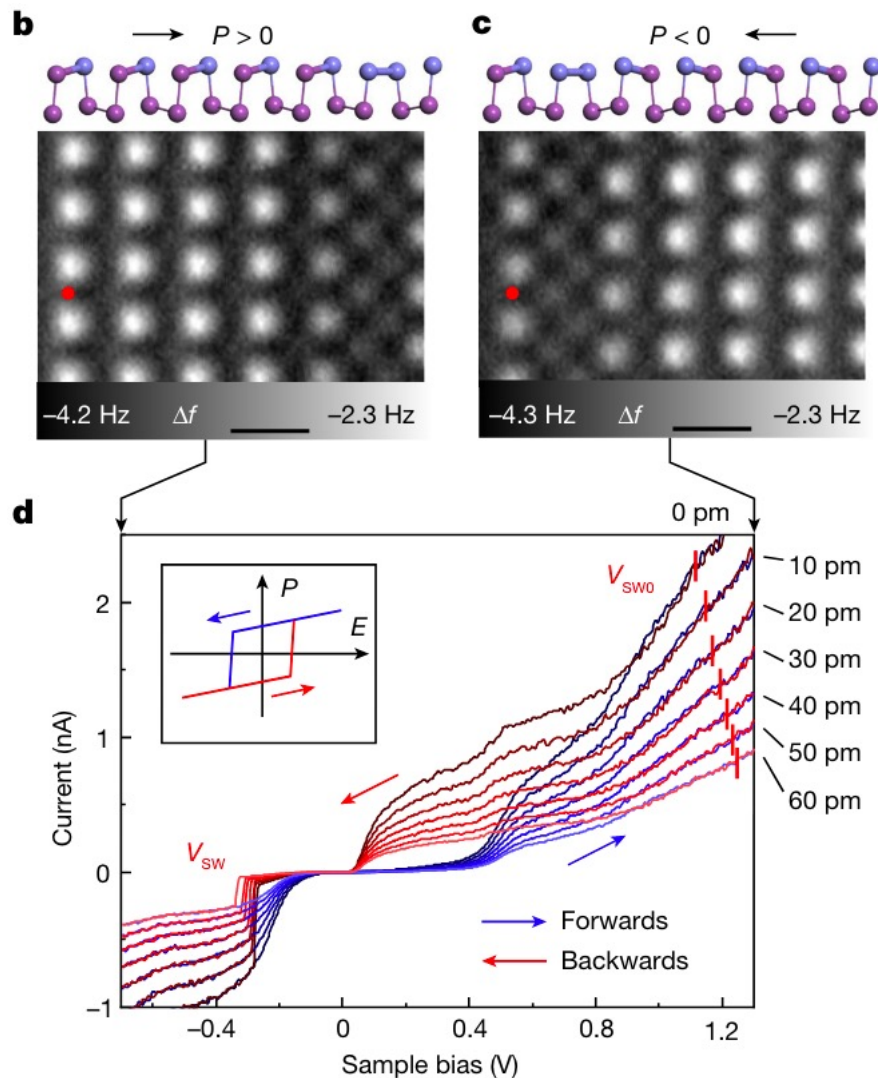 b
P > 0
c
P < 0
−4.2 Hz Δf −2.3 Hz
−4.3 Hz Δf −2.3 Hz
d
0 pm
10 pm
20 pm
30 pm
40 pm
50 pm
60 pm
P
E
V_SW0
V_SW
Forwards
Backwards
2
1
0
−1
Current (nA)
−0.4 0 0.4 0.8 1.2
Sample bias (V)